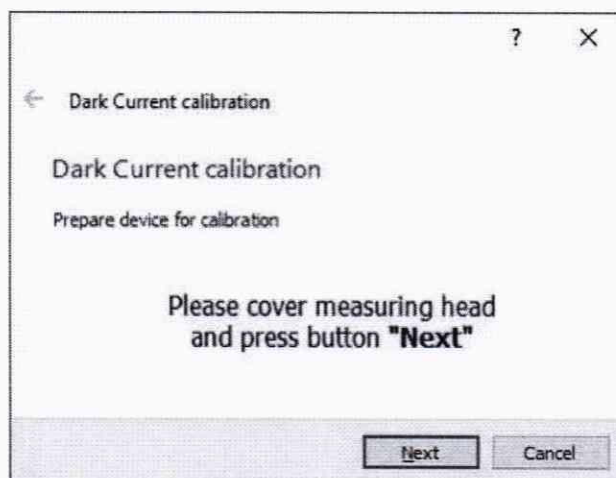 ?
← Dark Current calibration
Dark Current calibration
Prepare device for calibration
Please cover measuring head
and press button "Next"
Next Cancel